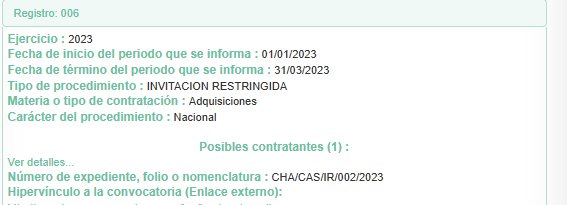 Registro: 006
Ejercicio : 2023
Fecha de inicio del periodo que se informa : 01/01/2023
Fecha de término del periodo que se informa : 31/03/2023
Tipo de procedimiento : INVITACION RESTRINGIDA
Materia o tipo de contratación : Adquisiciones
Carácter del procedimiento : Nacional
Posibles contratantes (1) :
Ver detalles...
Número de expediente, folio o nomenclatura : CHA/CAS/IR/002/2023
Hipervínculo a la convocatoria (Enlace externo):